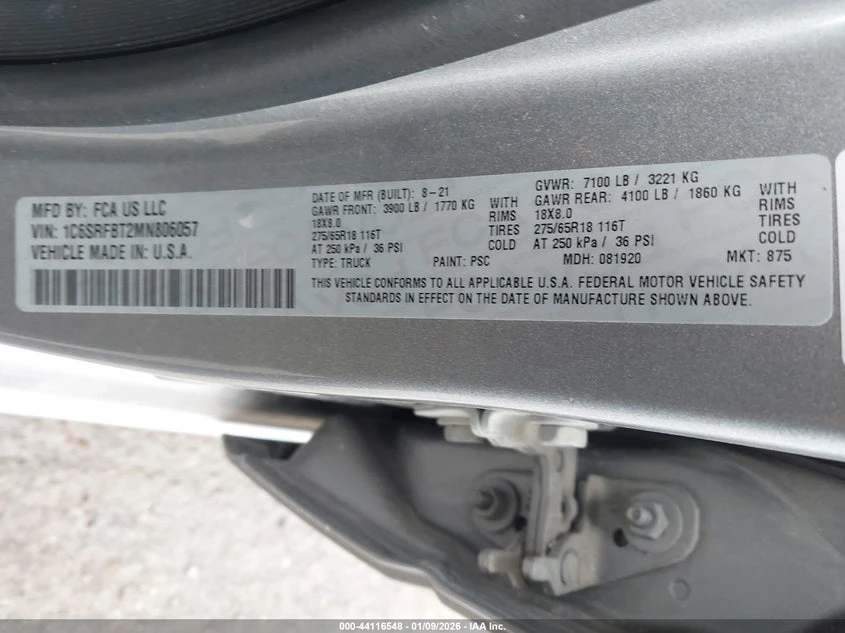 MFD BY: FCA US LLC
VIN: 1C6SRFBT2MN806057
VEHICLE MADE IN U.S.A.
DATE OF MFR (BUILT): 8-21
GAWR FRONT: 3900 LB / 1770 KG WITH
18X8.0 RIMS
275/65R18 116T TIRES
AT 250 kPa / 36 PSI COLD
GVWR: 7100 LB / 3221 KG
GAWR REAR: 4100 LB / 1860 KG WITH
18X8.0 RIMS
275/65R18 116T TIRES
AT 250 kPa / 36 PSI COLD
TYPE: TRUCK PAINT: PSC MDH: 081920 MKT: 875
THIS VEHICLE CONFORMS TO ALL APPLICABLE U.S.A. FEDERAL MOTOR VEHICLE SAFETY
STANDARDS IN EFFECT ON THE DATE OF MANUFACTURE SHOWN ABOVE.
000-44116548 - 01/09/2026 - IAA